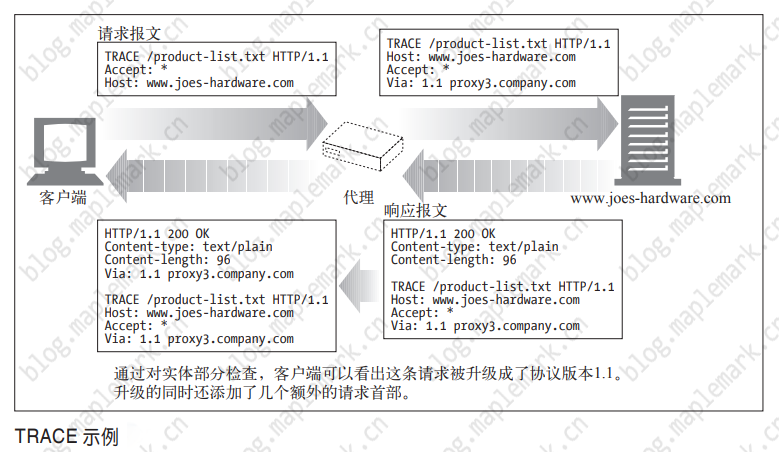 请求报文
TRACE /product-list.txt HTTP/1.1
Accept: *
Host: www.joes-hardware.com
TRACE /product-list.txt HTTP/1.1
Host: www.joes-hardware.com
Accept: *
Via: 1.1 proxy3.company.com
客户端
代理
www.joes-hardware.com
响应报文
HTTP/1.1 200 OK
Content-type: text/plain
Content-length: 96
Via: 1.1 proxy3.company.com
TRACE /product-list.txt HTTP/1.1
Host: www.joes-hardware.com
Accept: *
Via: 1.1 proxy3.company.com
HTTP/1.1 200 OK
Content-type: text/plain
Content-length: 96
TRACE /product-list.txt HTTP/1.1
Host: www.joes-hardware.com
Accept: *
Via: 1.1 proxy3.company.com
通过对实体部分检查，客户端可以看出这条请求被升级成了协议版本1.1。
升级的同时还添加了几个额外的请求首部。
TRACE 示例
blog.maplemark.cn